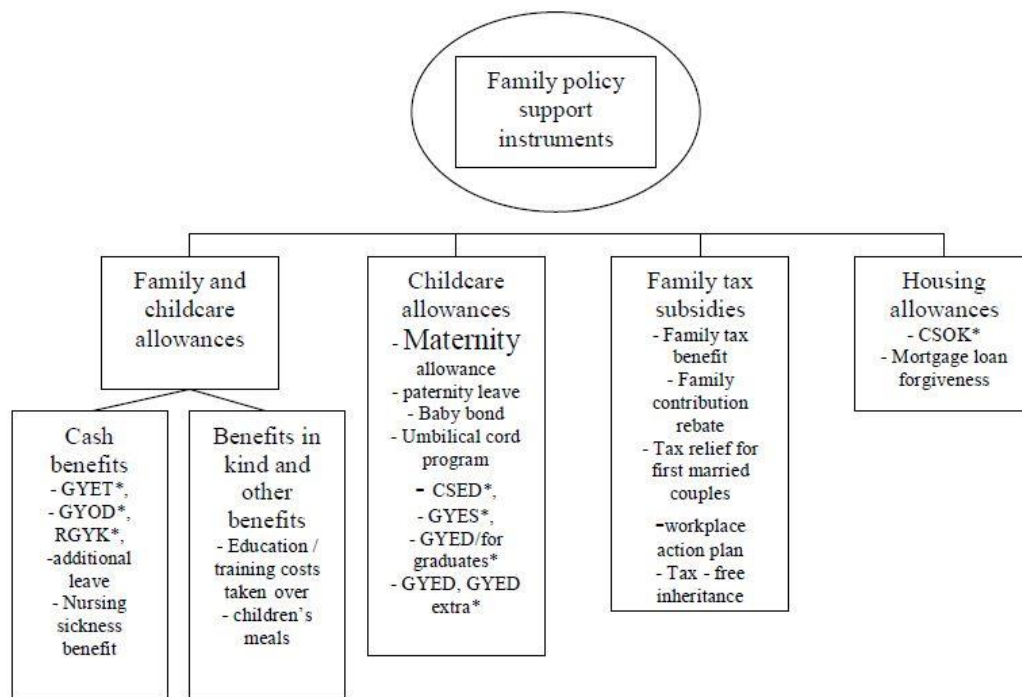 Family policy
support
instruments
Family and
childcare
allowances
Cash
benefits
- GYET*,
- GYOD*,
RGYK*,
-additional
leave
- Nursing
sickness
benefit
Benefits in
kind and
other
benefits
- Education /
training costs
taken over
- children's
meals
Childcare
allowances
- Maternity
allowance
- paternity leave
- Baby bond
- Umbilical cord
program
- CSED*,
- GYES*,
- GYED/for
graduates*
- GYED, GYED
extra*
Family tax
subsidies
- Family tax
benefit
- Family
contribution
rebate
- Tax relief for
first married
couples
-workplace
action plan
- Tax - free
inheritance
Housing
allowances
- CSOK*
- Mortgage loan
forgiveness